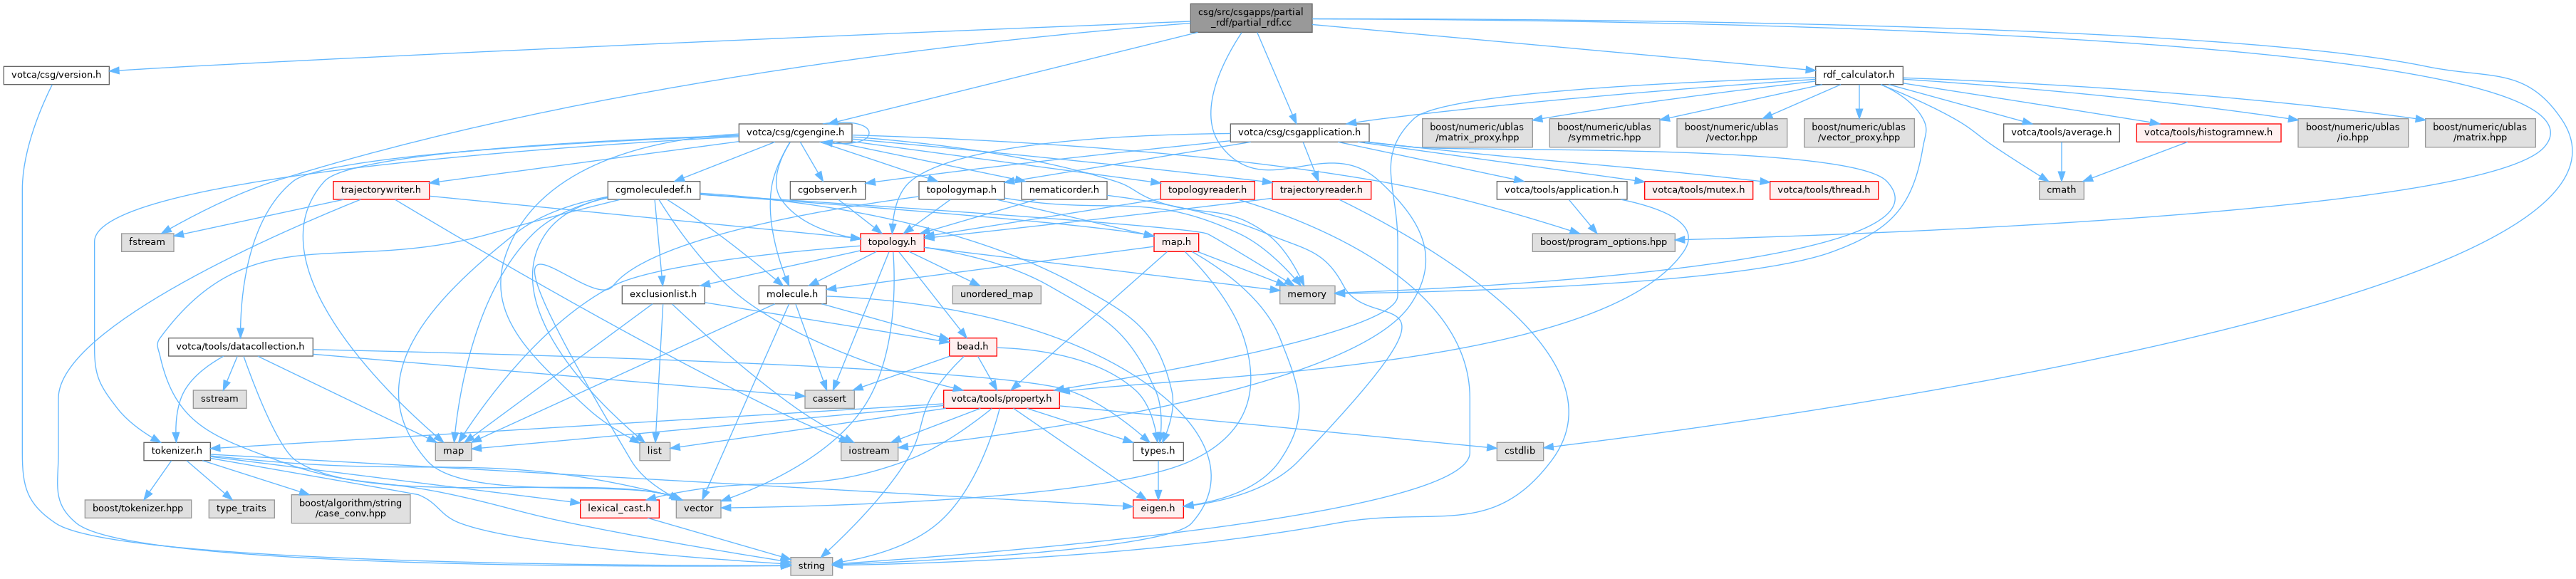 csg/src/csgapps/partial
_rdf/partial_rdf.cc
votca/csg/version.h
rdf_calculator.h
votca/csg/cgengine.h
votca/csg/csgapplication.h
boost/numeric/ublas
/matrix_proxy.hpp
boost/numeric/ublas
/symmetric.hpp
boost/numeric/ublas
/vector.hpp
boost/numeric/ublas
/vector_proxy.hpp
votca/tools/average.h
votca/tools/histogramnew.h
boost/numeric/ublas
/io.hpp
boost/numeric/ublas
/matrix.hpp
trajectorywriter.h
cgmoleculedef.h
cgobserver.h
topologymap.h
nematicorder.h
topologyreader.h
trajectoryreader.h
votca/tools/application.h
votca/tools/mutex.h
votca/tools/thread.h
cmath
fstream
topology.h
map.h
boost/program_options.hpp
exclusionlist.h
molecule.h
unordered_map
memory
votca/tools/datacollection.h
bead.h
sstream
cassert
votca/tools/property.h
tokenizer.h
map
list
iostream
types.h
cstdlib
boost/tokenizer.hpp
type_traits
boost/algorithm/string
/case_conv.hpp
lexical_cast.h
vector
eigen.h
string